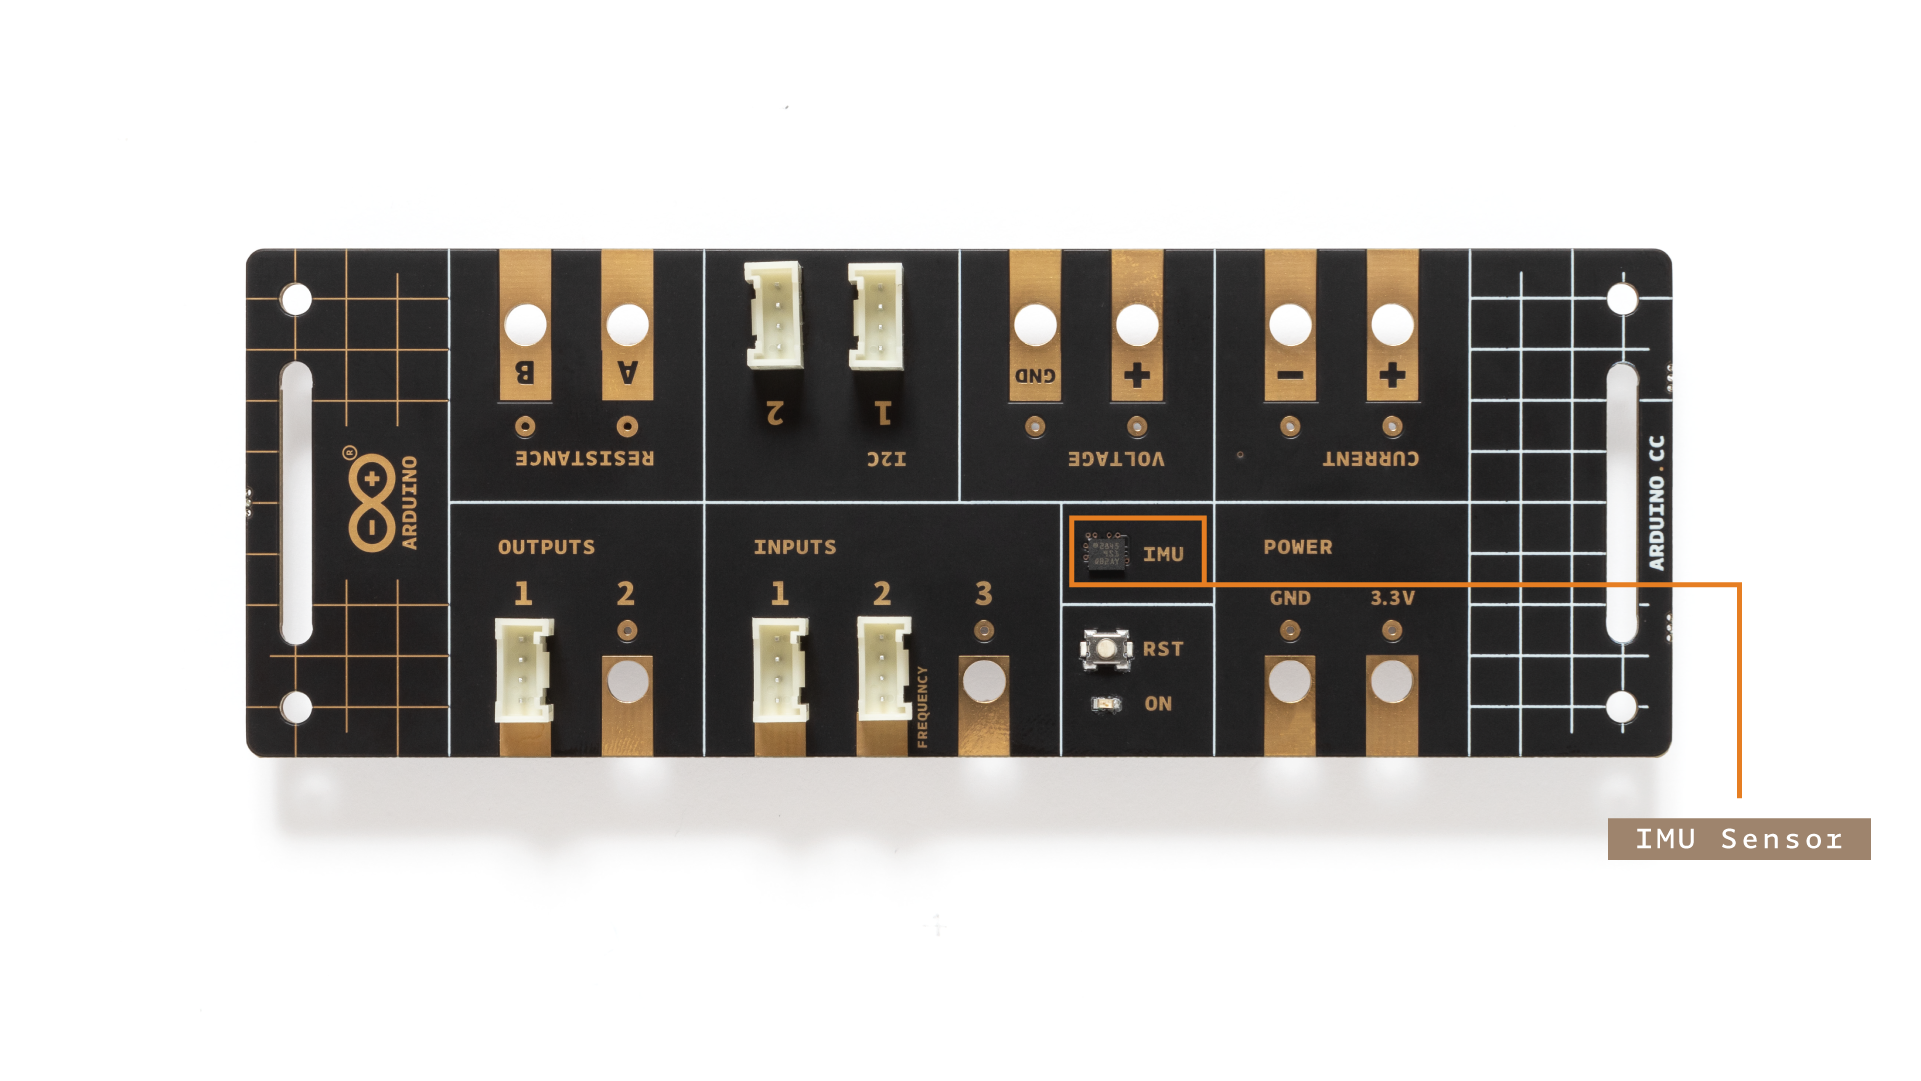 B
A
RESISTANCE
2
1
I2C
GND
+
VOLTAGE
-
+
CURRENT
®
ARDUINO
ARDUINO.CC
OUTPUTS
1
2
INPUTS
1
2
3
FREQUENCY
IMU
RST
ON
POWER
GND
3.3V
IMU Sensor